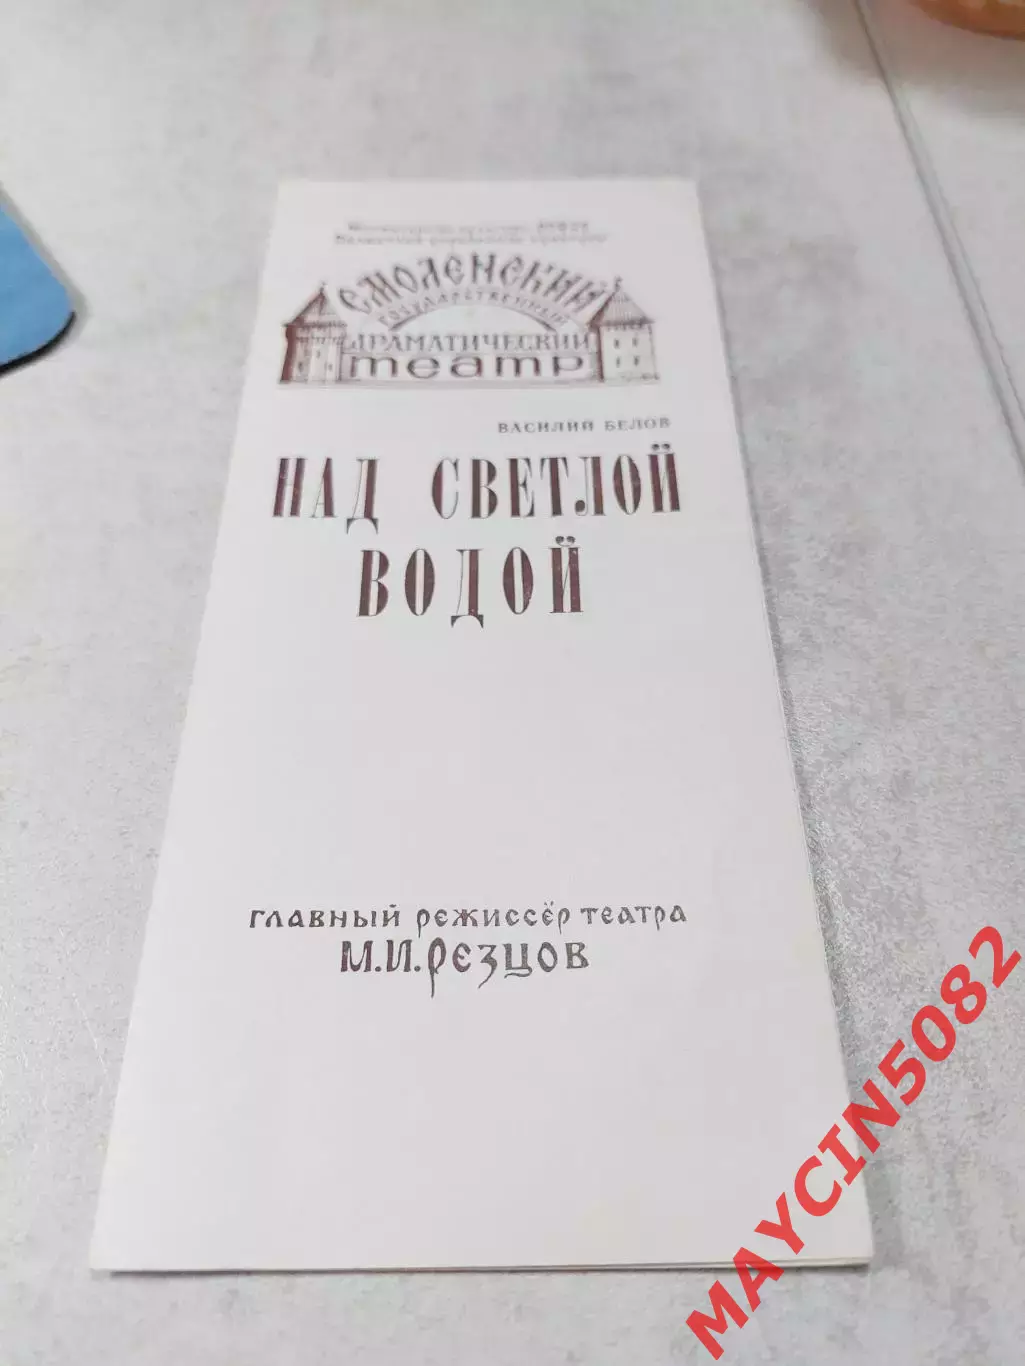 СМОЛЕНСКИЙ
ГОСУДАРСТВЕННЫЙ
ДРАМАТИЧЕСКИЙ
театр
ВАСИЛИЙ БЕЛОВ
НАД СВЕТЛОЙ
ВОДОЙ
ГЛАВНЫЙ РЕЖИССЁР ТЕАТРА
М.И.РЕЗЦОВ
MAYCIN5082